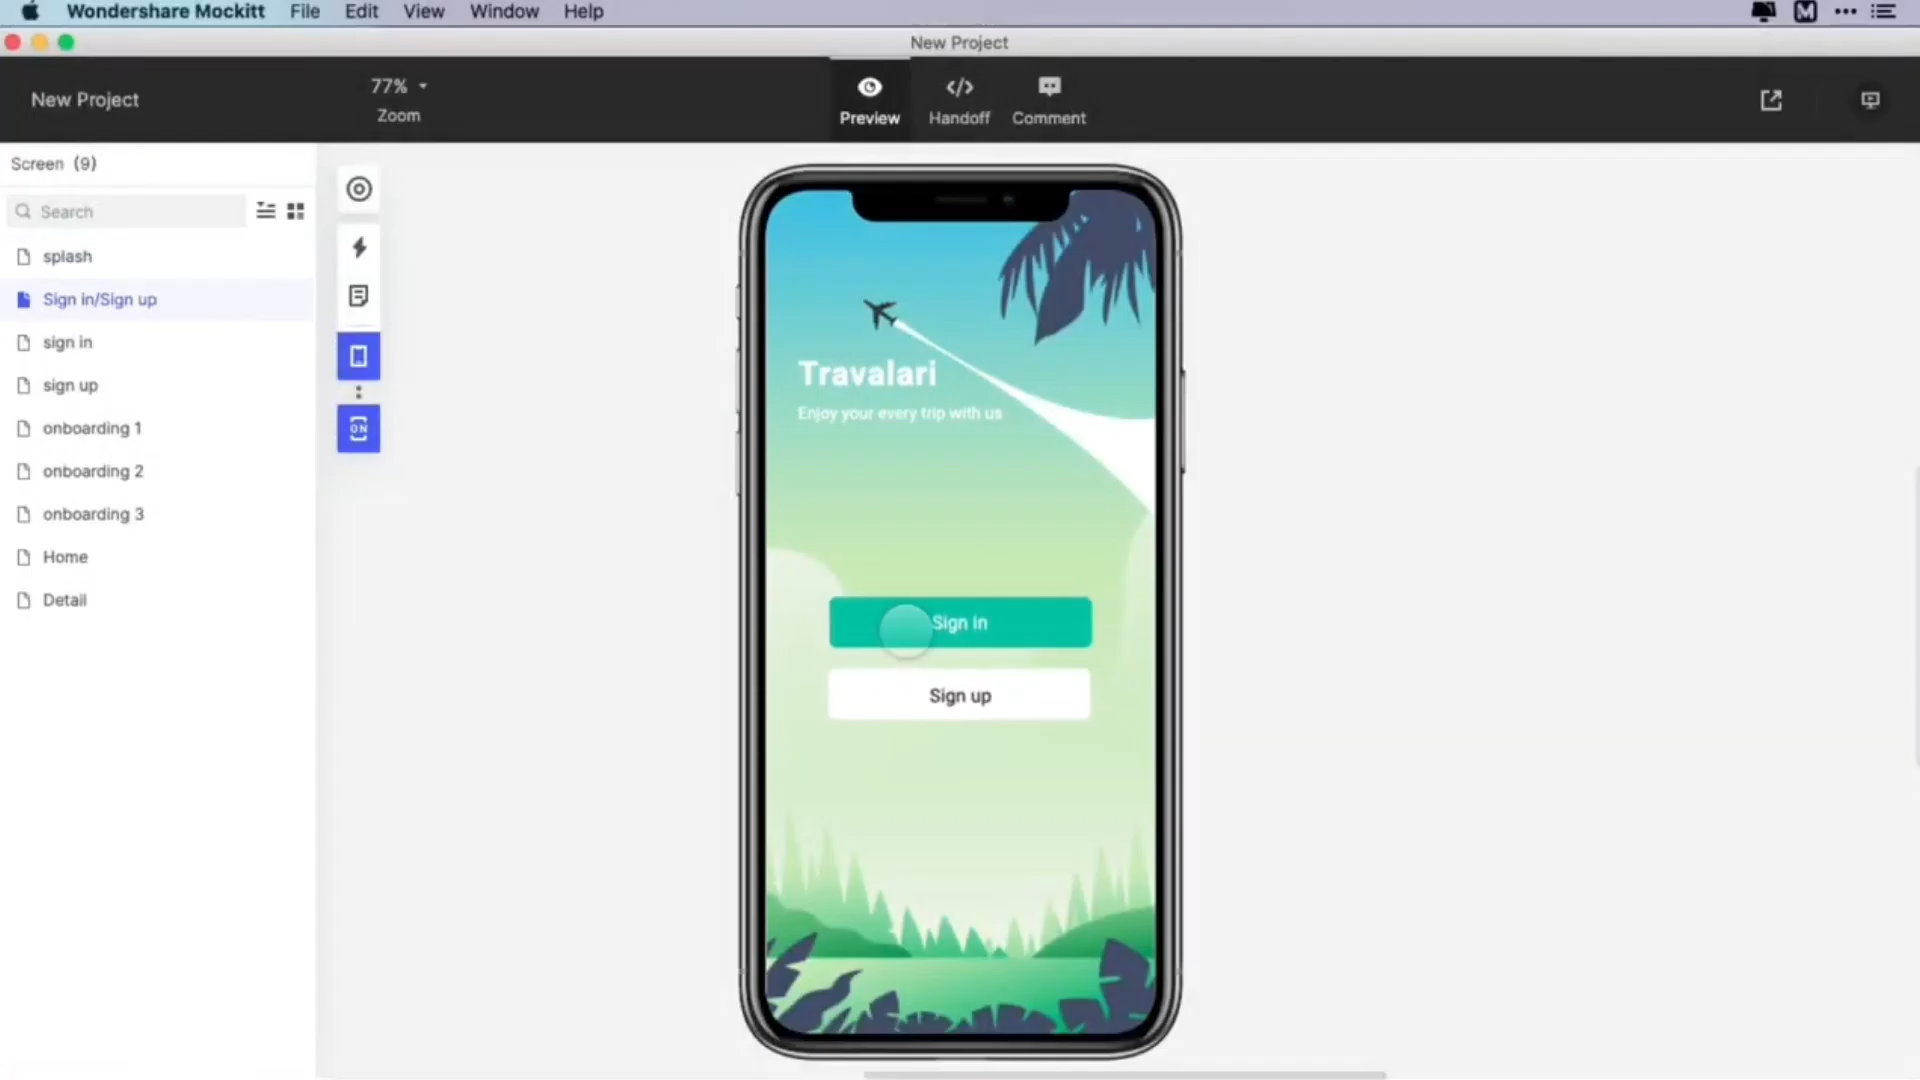 Wondershare Mockitt File Edit View Window Help
M
New Project
New Project
77%
Zoom
Preview
Handoff
Comment
Screen (9)
Search
splash
Sign in/Sign up
sign in
sign up
onboarding 1
onboarding 2
onboarding 3
Home
Detail
ON
Travalari
Enjoy your every trip with us
Sign in
Sign up